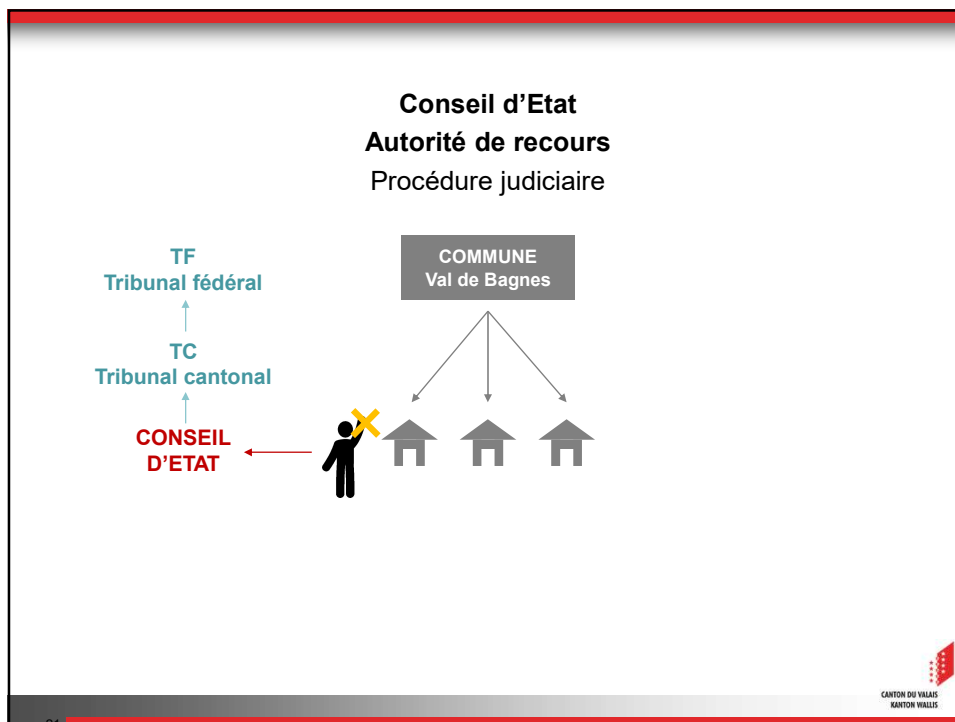 Conseil d'Etat
Autorité de recours
Procédure judiciaire
TF
Tribunal fédéral
COMMUNE
Val de Bagnes
TC
Tribunal cantonal
CONSEIL
D'ETAT
CANTON DU VALAIS
KANTON WALLIS